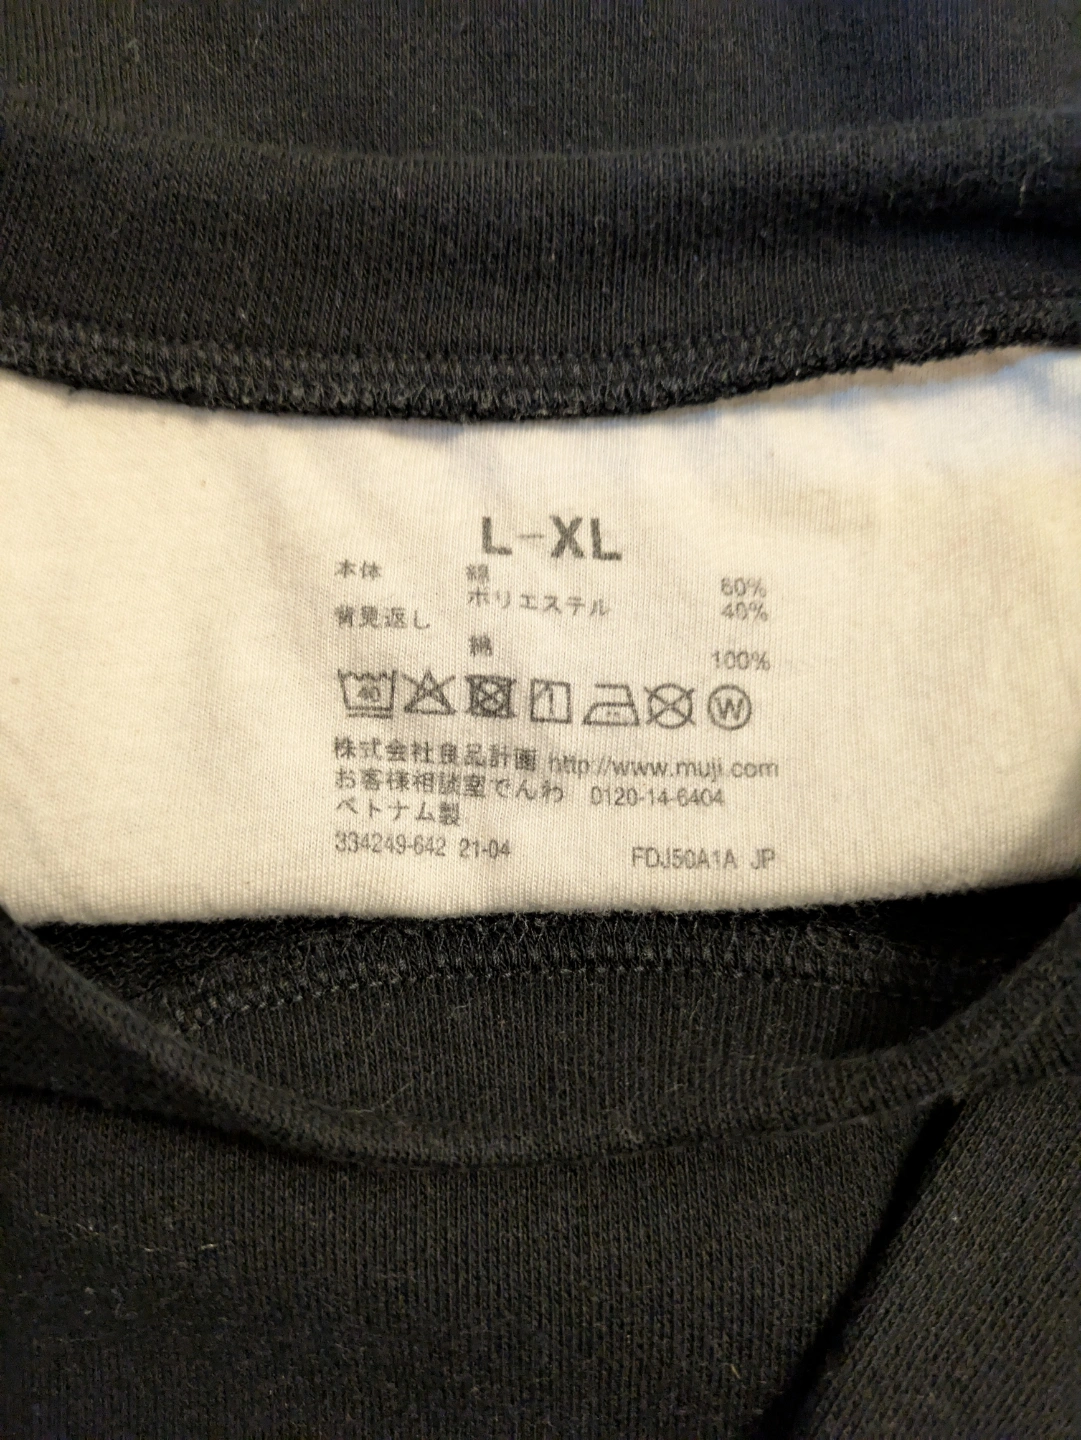 L-XL
本体 綿 60%
ポリエステル 40%
背見返し
綿 100%
40
W
株式会社良品計画 http://www.muji.com
お客様相談室でんわ 0120-14-6404
ベトナム製
334249-642 21-04 FDJ50A1A JP